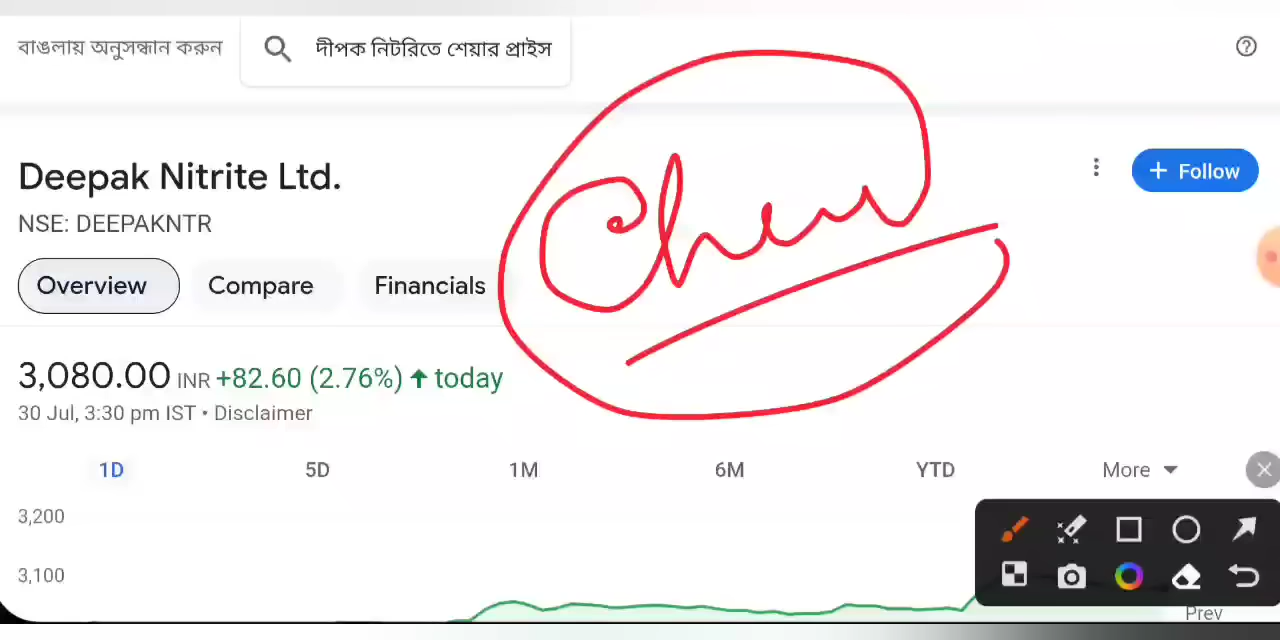 বাঙলায় অনুসন্ধান করুন
দীপক নিটরিতে শেয়ার প্রাইস
Deepak Nitrite Ltd.
+ Follow
NSE: DEEPAKNTR
Overview
Compare
Financials
3,080.00 INR +82.60 (2.76%) ↑ today
30 Jul, 3:30 pm IST • Disclaimer
1D
5D
1M
6M
YTD
More
3,200
3,100
Prev